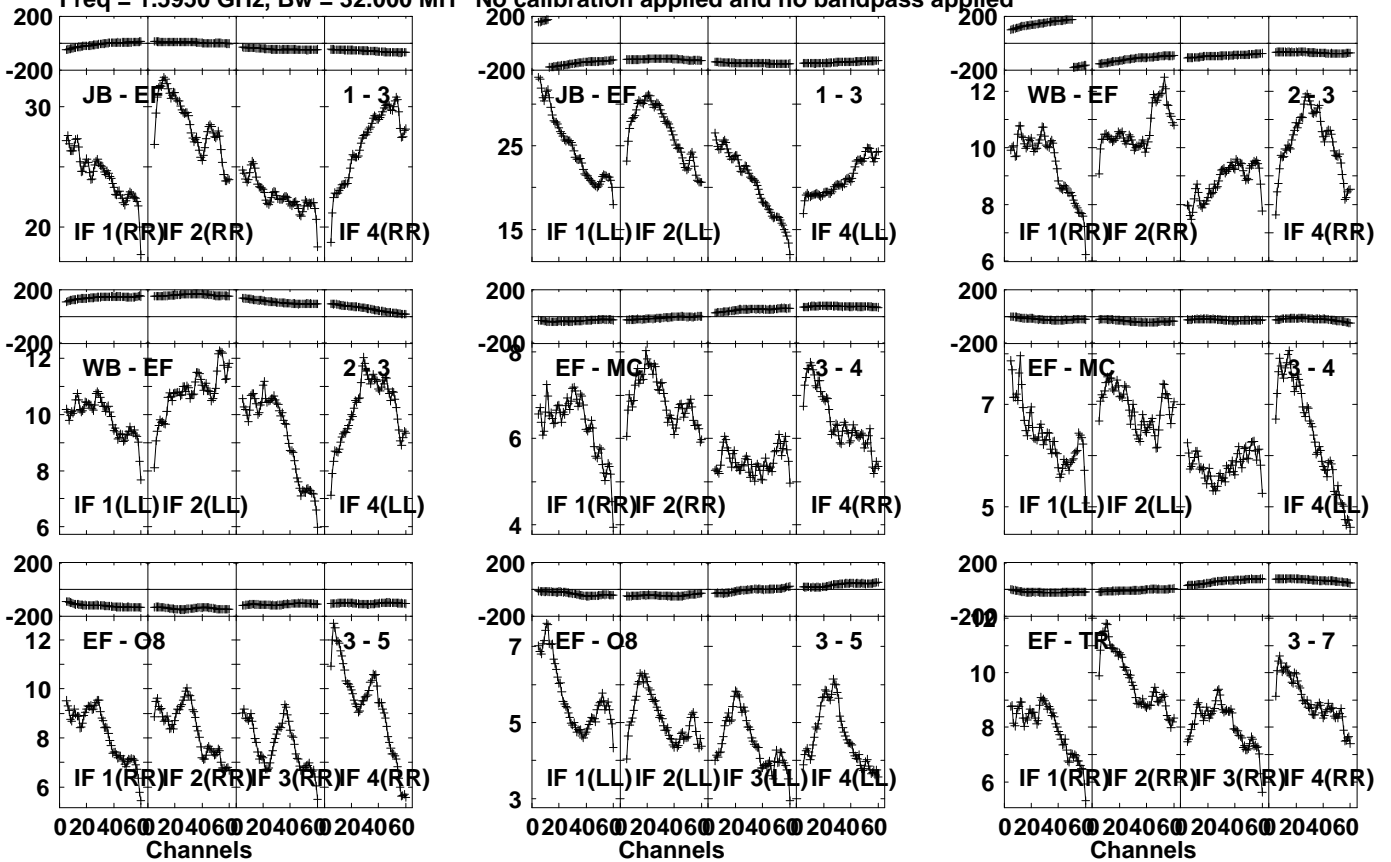 Freq = 1.5950 GHz, Bw = 32.000 MH No calibration applied and no bandpass applied
200 200 200
-200 -200 -200
JB - EF 1 - 3 JB - EF 1 - 3 WB - EF 2 - 3
30 25 12
10
20 15 8
6
IF 1(RR) IF 2(RR) IF 4(RR) IF 1(LL) IF 2(LL) IF 4(LL) IF 1(RR) IF 2(RR) IF 4(RR)
200 200 200
-200 -200 -200
WB - EF 2 - 3 EF - MC 3 - 4 EF - MC 3 - 4
12 8 7
10 6 5
8 4
6
IF 1(LL) IF 2(LL) IF 4(LL) IF 1(RR) IF 2(RR) IF 4(RR) IF 1(LL) IF 2(LL) IF 4(LL)
200 200 200
-200 -200 -200
EF - O8 3 - 5 EF - O8 3 - 5 EF - TR 3 - 7
12 7 12
10 5 10
8 3 8
6 6
IF 1(RR) IF 2(RR) IF 3(RR) IF 4(RR) IF 1(LL) IF 2(LL) IF 3(LL) IF 4(LL) IF 1(RR) IF 2(RR) IF 3(RR) IF 4(RR)
0 20 40 60 0 20 40 60 0 20 40 60 0 20 40 60 0 20 40 60 0 20 40 60 0 20 40 60 0 20 40 60 0 20 40 60 0 20 40 60 0 20 40 60 0 20 40 60
Channels Channels Channels